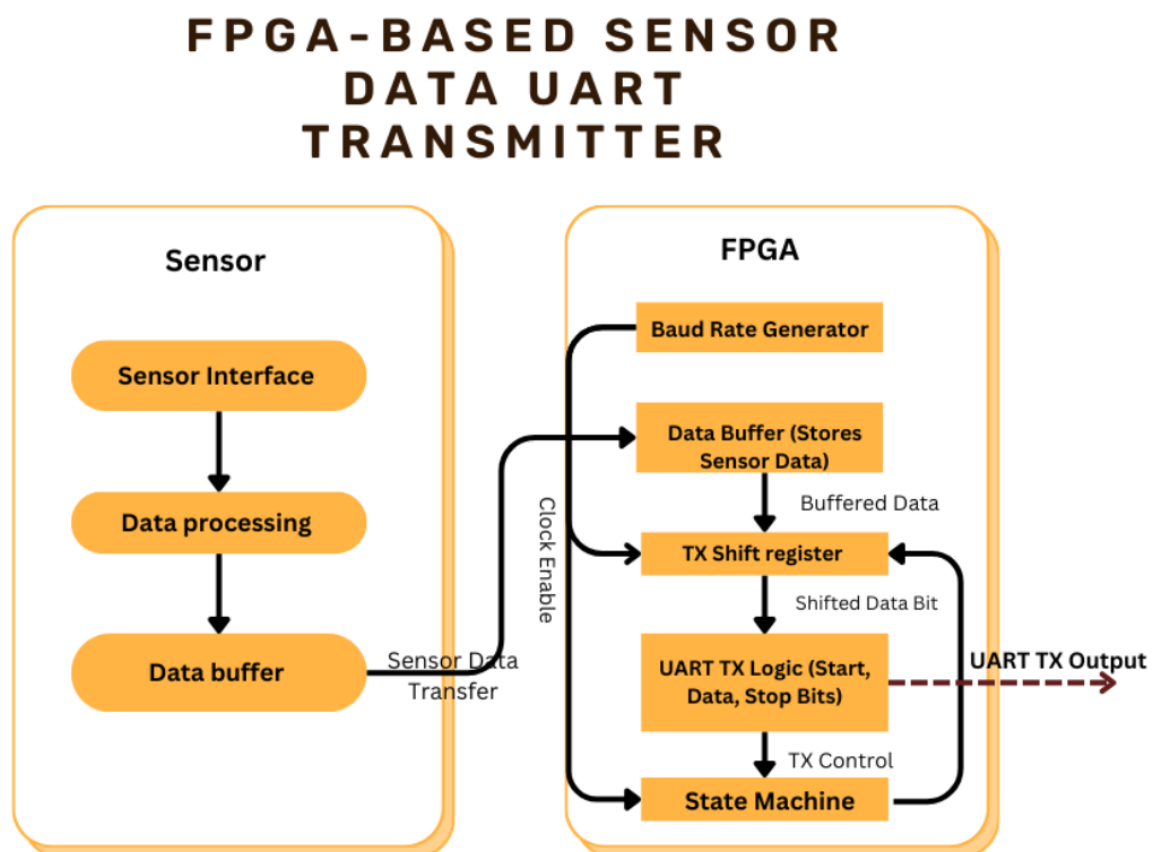 FPGA-BASED SENSOR
DATA UART
TRANSMITTER
Sensor
Sensor Interface
Data processing
Data buffer
Sensor Data
Transfer
FPGA
Baud Rate Generator
Data Buffer (Stores
Sensor Data)
Buffered Data
Clock Enable
TX Shift register
Shifted Data Bit
UART TX Logic (Start,
Data, Stop Bits)
UART TX Output
TX Control
State Machine